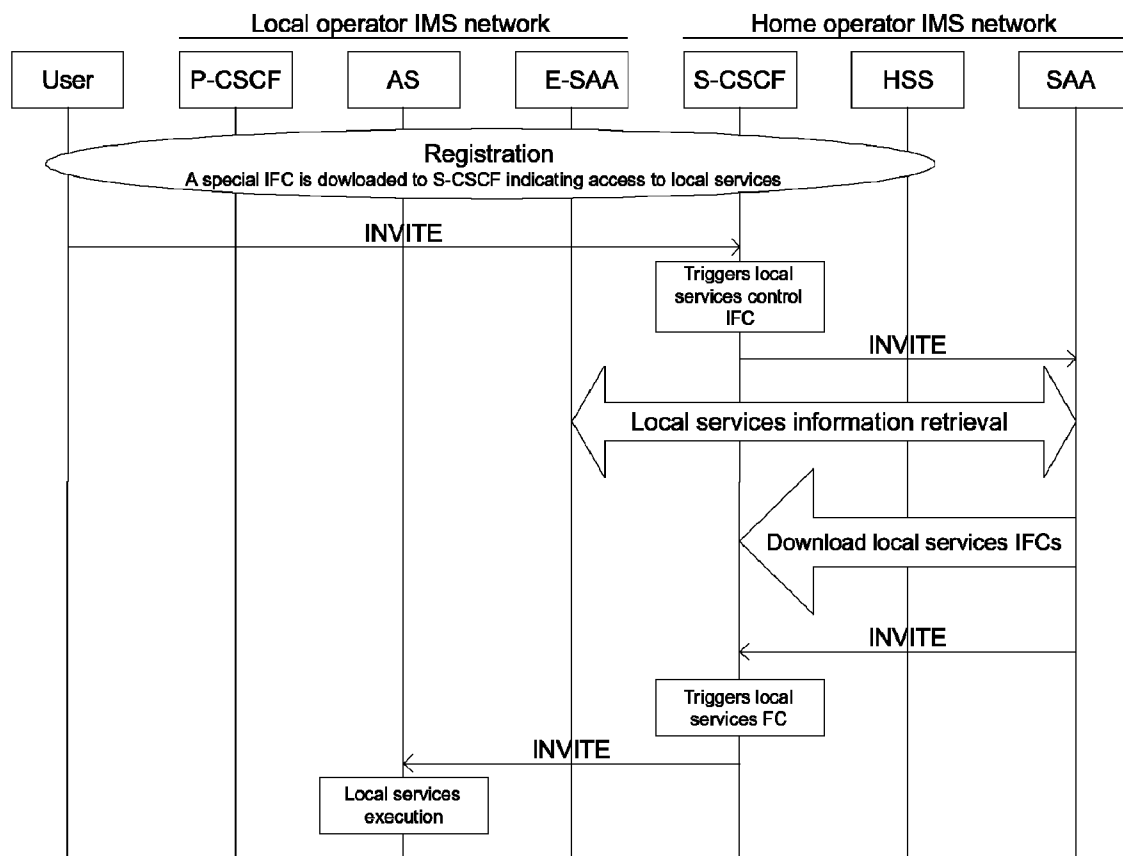 Local operator IMS network
Home operator IMS network
User
P-CSCF
AS
E-SAA
S-CSCF
HSS
SAA
Registration
A special IFC is dowloaded to S-CSCF indicating access to local services
INVITE
Triggers local
services control
IFC
INVITE
Local services information retrieval
Download local services IFCs
INVITE
Triggers local
services FC
INVITE
Local services
execution